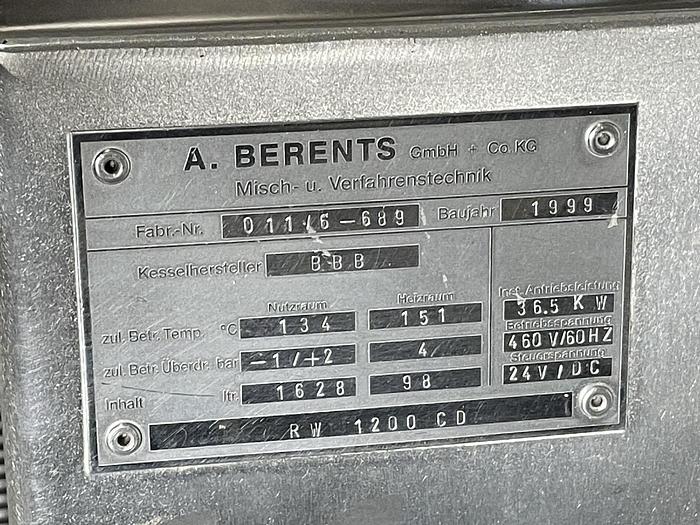 A. BERENTS GmbH + Co. KG
Misch- u. Verfahrenstechnik
Fabr.-Nr. 011/6-689 Baujahr 1999
Kesselhersteller BBB
Nutzraum Heizraum Inst. Antriebsleistung
36.5 KW
zul. Betr. Temp. °C 134 151 Betriebsspannung
460 V/60HZ
zul. Betr. Überdr. bar -1/+2 4 Steuerspannung
24V/DC
Inhalt ltr. 1628 98
RW 1200 CD